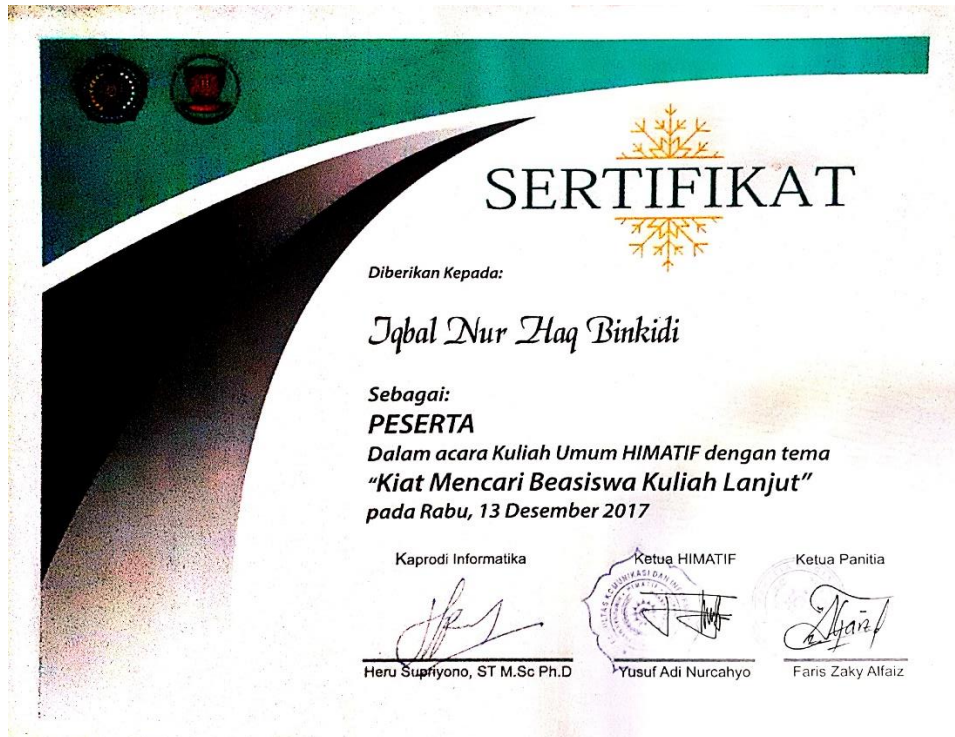 SERTIFIKAT
Diberikan Kepada:
Iqbal Nur Haq Binkidi
Sebagai:
PESERTA
Dalam acara Kuliah Umum HIMATIF dengan tema
“Kiat Mencari Beasiswa Kuliah Lanjut”
pada Rabu, 13 Desember 2017
Kaprodi Informatika
Ketua HIMATIF
Ketua Panitia
Heru Supriyono, ST M.Sc Ph.D
Yusuf Adi Nurcahyo
Faris Zaky Alfaiz